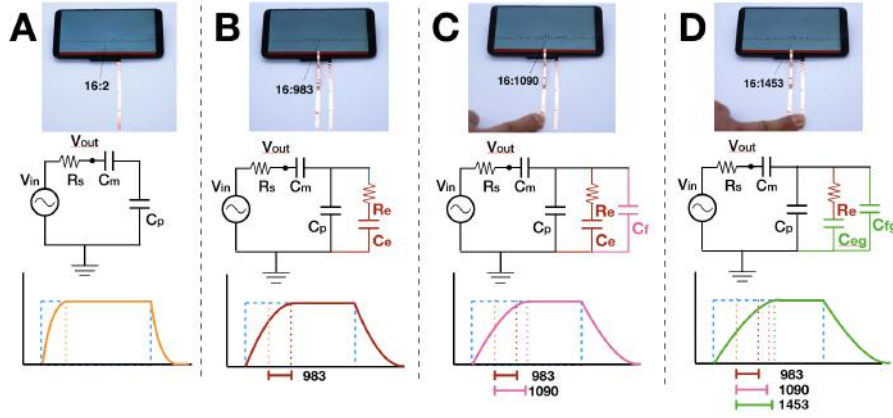 A
16:2
Vout
Vin
Rs
Cm
Cp
B
16:983
Vout
Vin
Rs
Cm
Cp
Re
Ce
983
C
16:1090
Vout
Vin
Rs
Cm
Cp
Re
Ce
Cf
983
1090
D
16:1453
Vout
Vin
Rs
Cm
Cp
Re
Ceg
Cfg
983
1090
1453